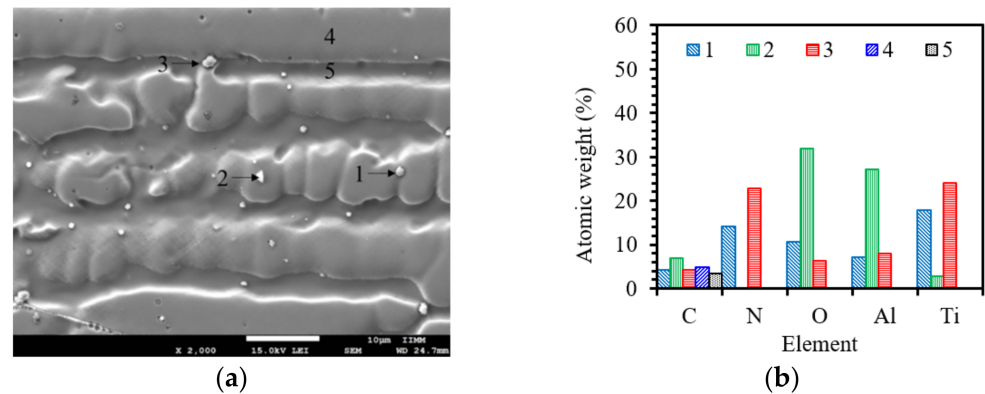 4
3
5
2
1
10μm IIMM
X 2,000 15.0kV LEI SEM WD 24.7mm
(a)
60
50
40
30
20
10
0
Atomic weight (%)
1 2 3 4 5
C N O Al Ti
Element
(b)